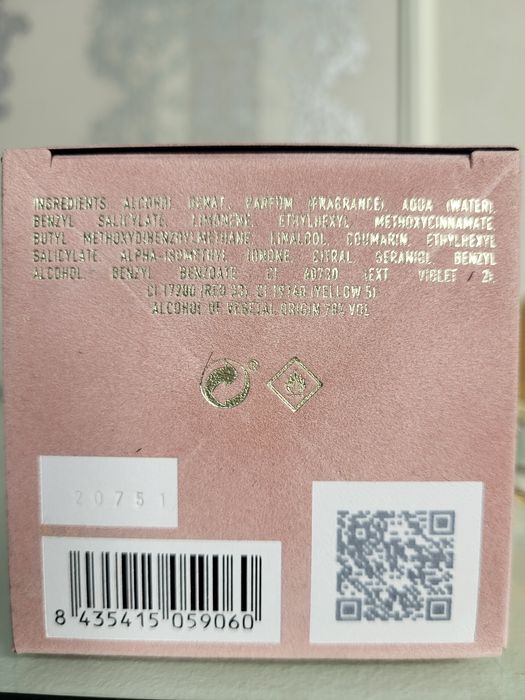 INGREDIENTS: ALCOHOL DENAT., PARFUM (FRAGRANCE), AQUA (WATER),
BENZYL SALICYLATE, LIMONENE, ETHYLHEXYL METHOXYCINNAMATE,
BUTYL METHOXYDIBENZOYLMETHANE, LINALOOL, COUMARIN, ETHYLHEXYL
SALICYLATE, ALPHA-ISOMETHYL IONONE, CITRAL, GERANIOL, BENZYL
ALCOHOL, BENZYL BENZOATE, CI 60730 (EXT. VIOLET 2),
CI 17200 (RED 33), CI 19140 (YELLOW 5).
ALCOHOL OF VEGETAL ORIGIN 78% VOL
®
20751
8 435415 059060